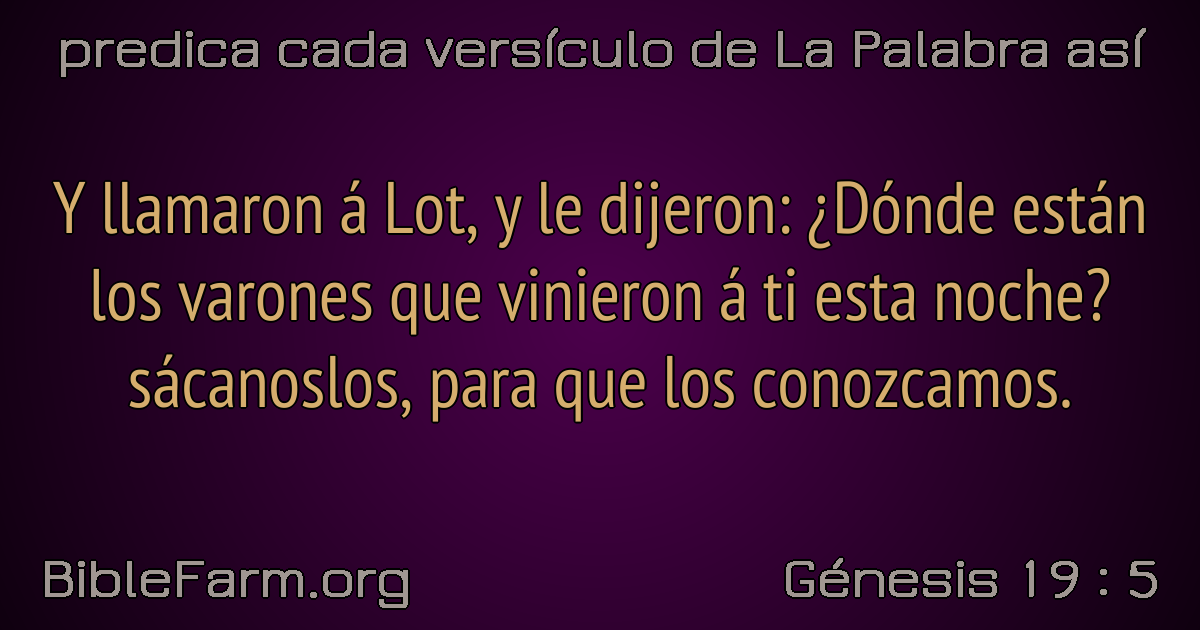 predica cada versículo de La Palabra así
Y llamaron á Lot, y le dijeron: ¿Dónde están
los varones que vinieron á ti esta noche?
sácanoslos, para que los conozcamos.
BibleFarm.org
Génesis 19 : 5